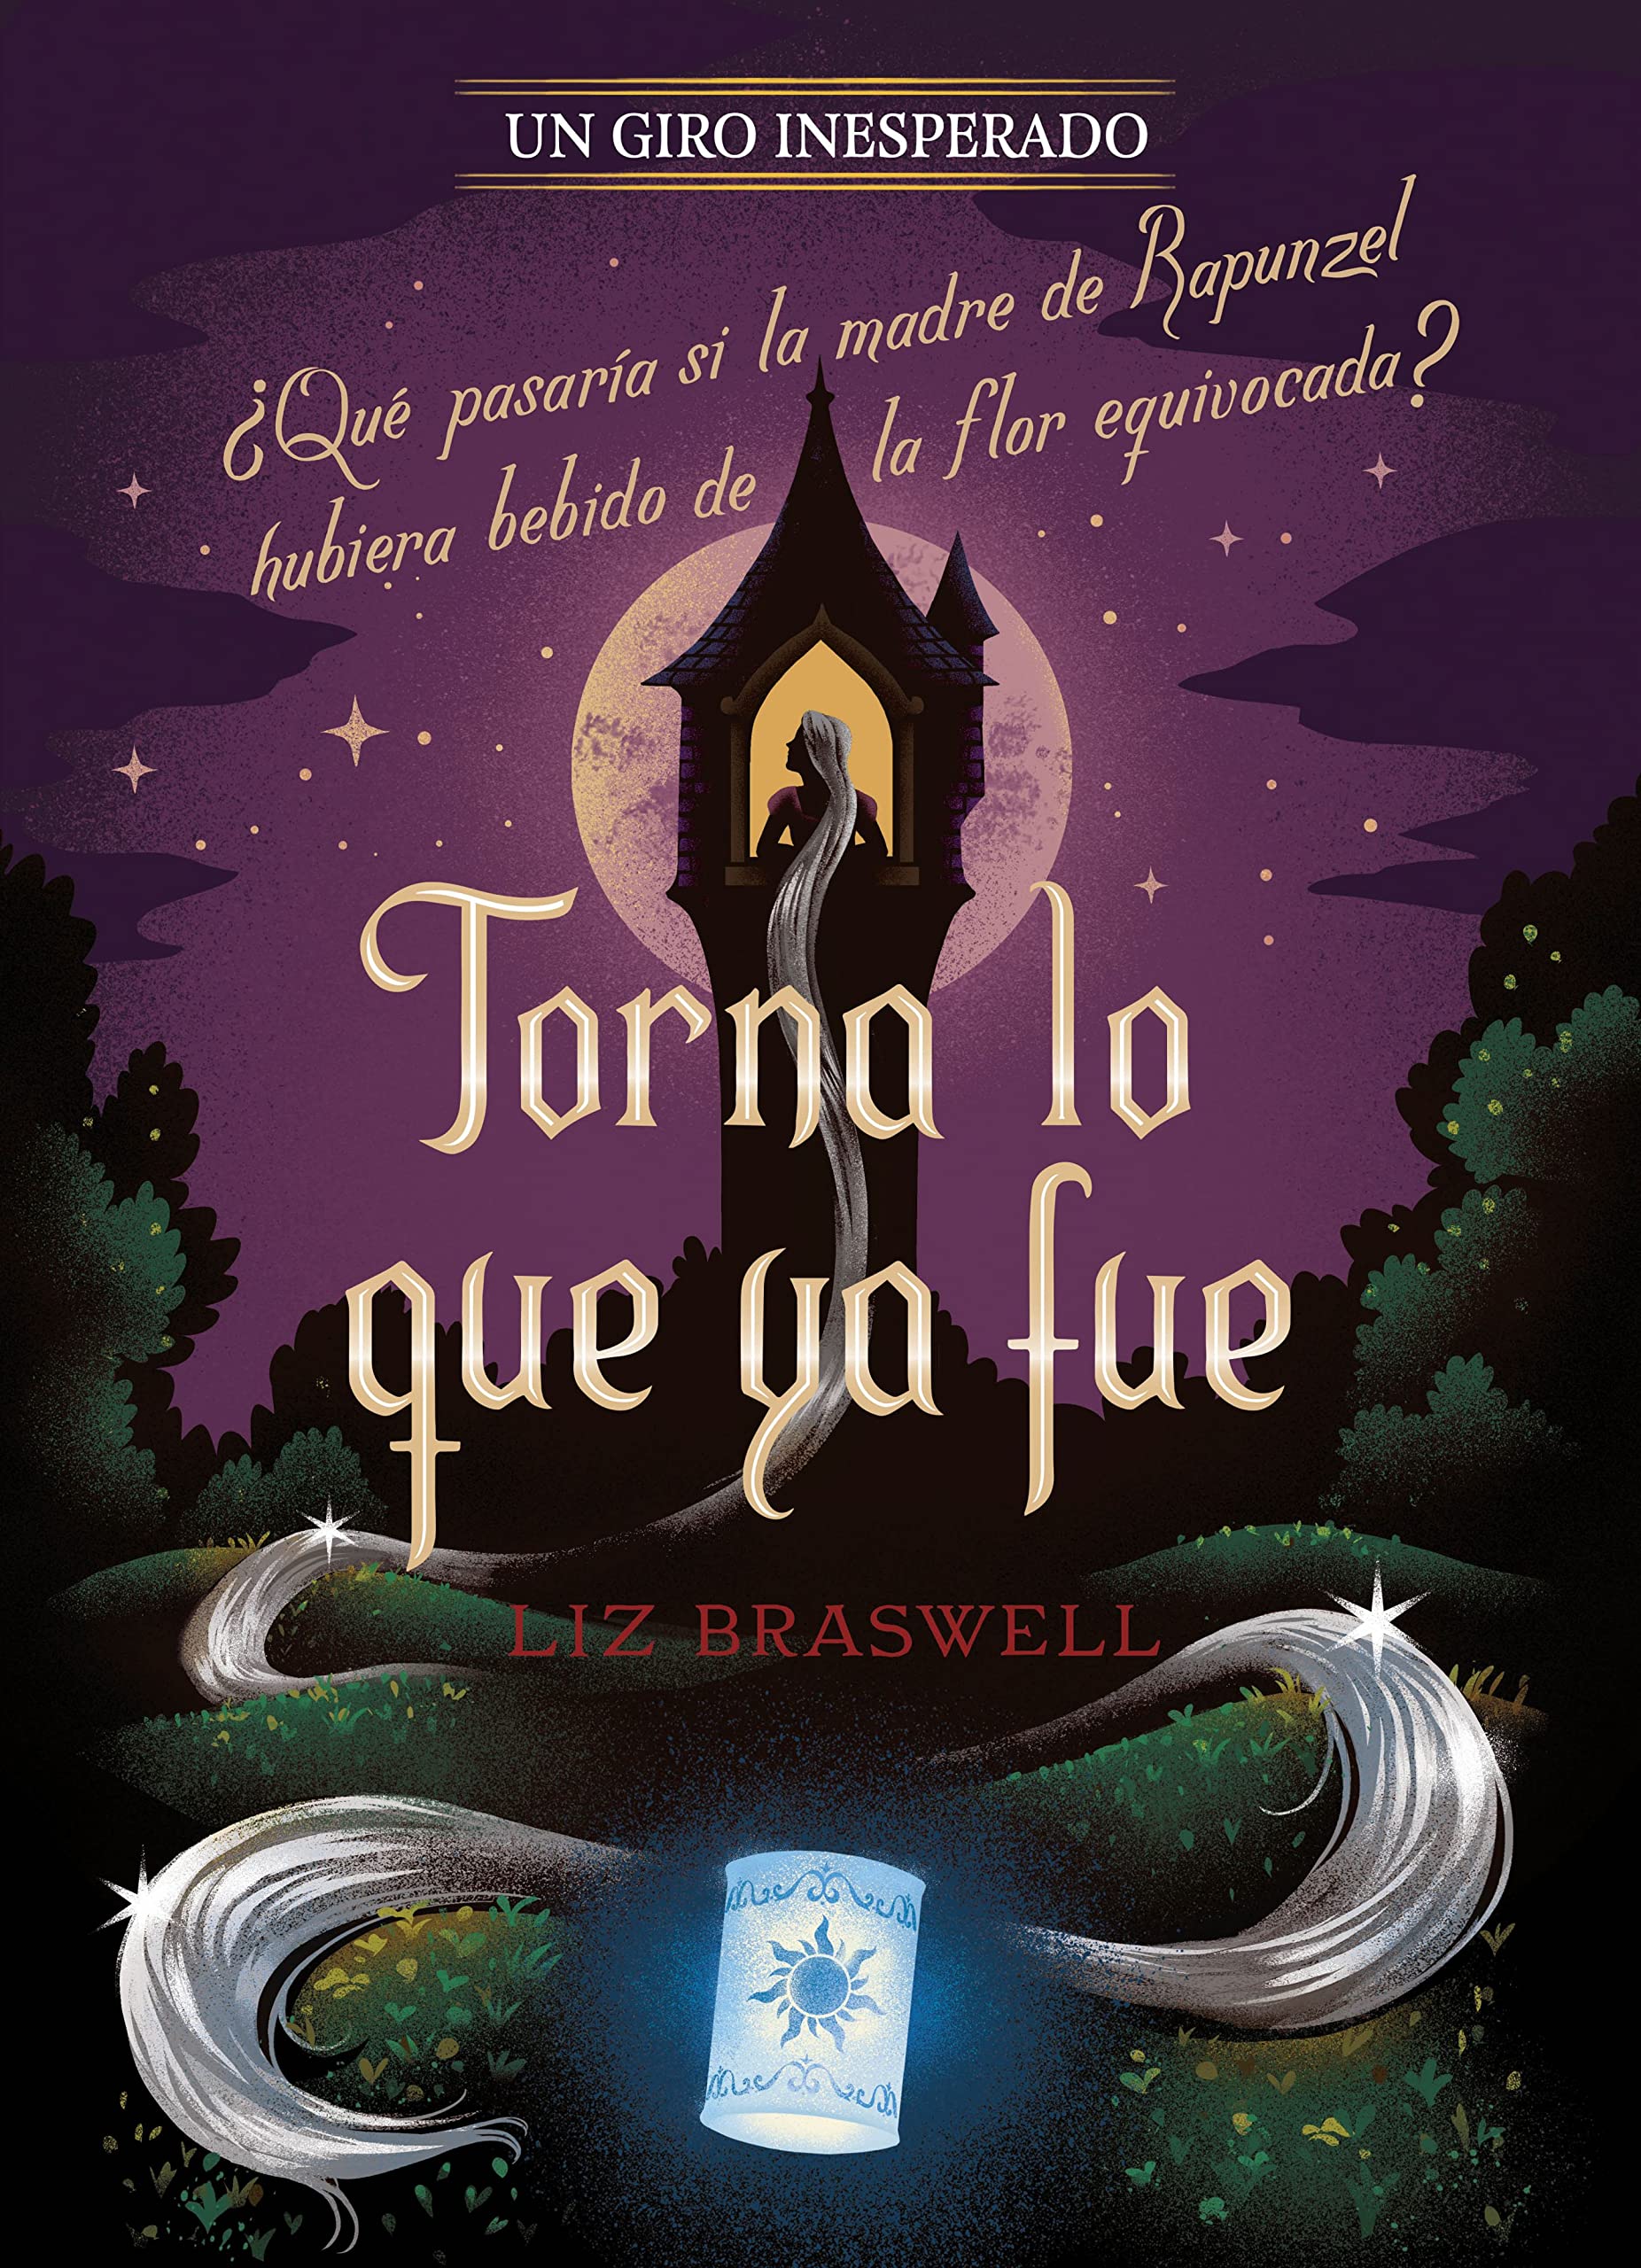 UN GIRO INESPERADO
¿Qué pasaría si la madre de Rapunzel
hubiera bebido de la flor equivocada?
Torna lo
que ya fue
LIZ BRASWELL